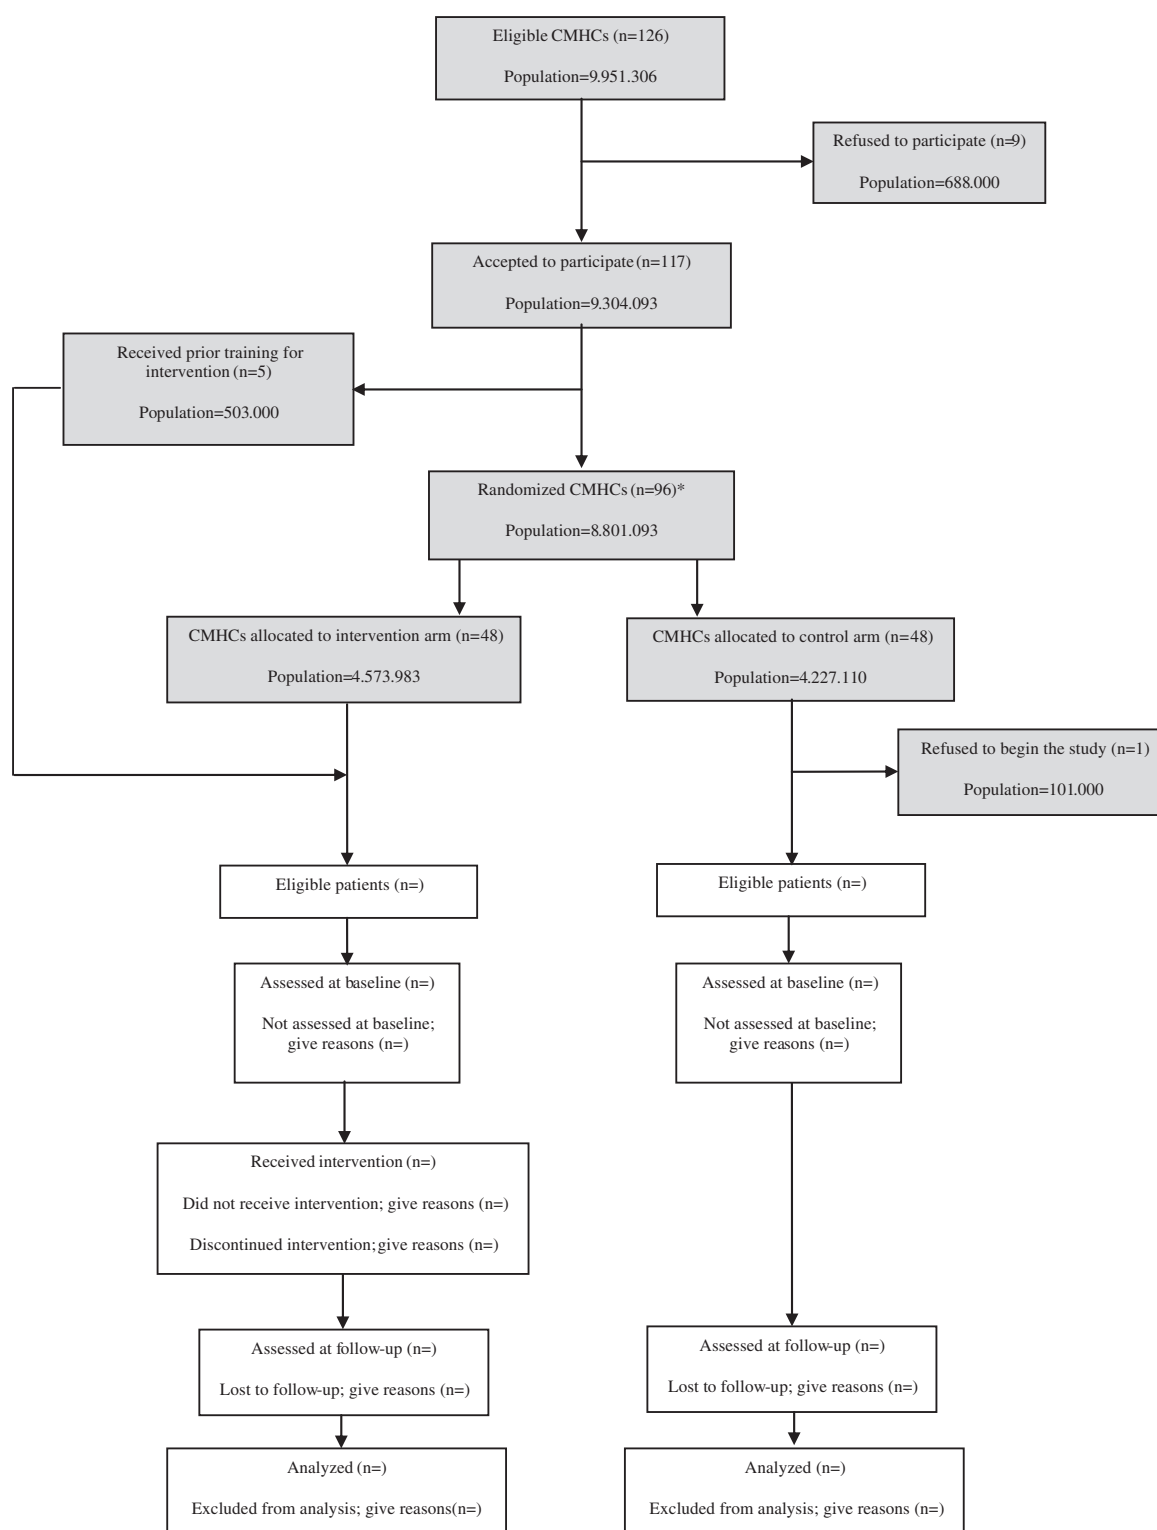 Eligible CMHCs (n=126)
Population=9.951.306
Refused to participate (n=9)
Population=688.000
Accepted to participate (n=117)
Population=9.304.093
Received prior training for
intervention (n=5)
Population=503.000
Randomized CMHCs (n=96)*
Population=8.801.093
CMHCs allocated to intervention arm (n=48)
Population=4.573.983
CMHCs allocated to control arm (n=48)
Population=4.227.110
Refused to begin the study (n=1)
Population=101.000
Eligible patients (n=)
Eligible patients (n=)
Assessed at baseline (n=)
Not assessed at baseline;
give reasons (n=)
Assessed at baseline (n=)
Not assessed at baseline;
give reasons (n=)
Received intervention (n=)
Did not receive intervention; give reasons (n=)
Discontinued intervention; give reasons (n=)
Assessed at follow-up (n=)
Lost to follow-up; give reasons (n=)
Assessed at follow-up (n=)
Lost to follow-up; give reasons (n=)
Analyzed (n=)
Excluded from analysis; give reasons(n=)
Analyzed (n=)
Excluded from analysis; give reasons (n=)